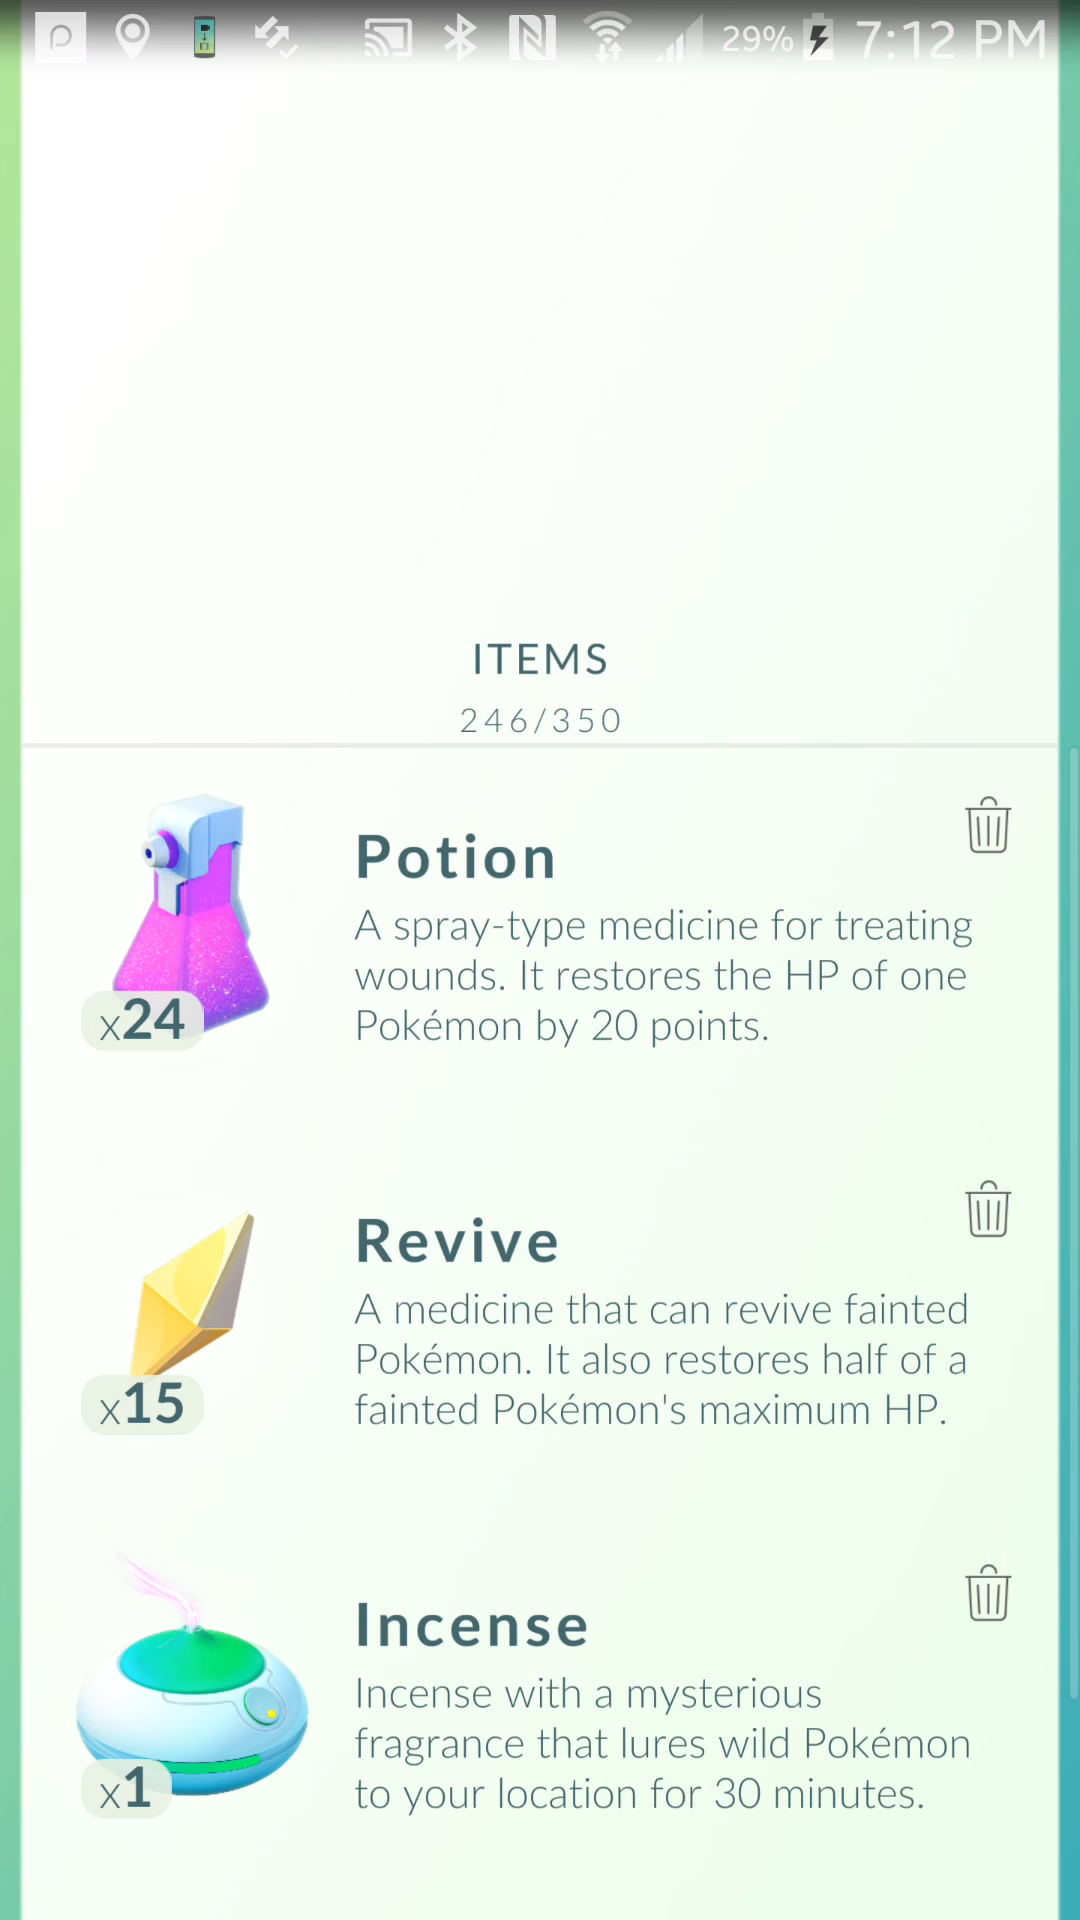 29% 7:12 PM
ITEMS
246/350
Potion
A spray-type medicine for treating
wounds. It restores the HP of one
Pokémon by 20 points.
x24
Revive
A medicine that can revive fainted
Pokémon. It also restores half of a
fainted Pokémon's maximum HP.
x15
Incense
Incense with a mysterious
fragrance that lures wild Pokémon
to your location for 30 minutes.
x1